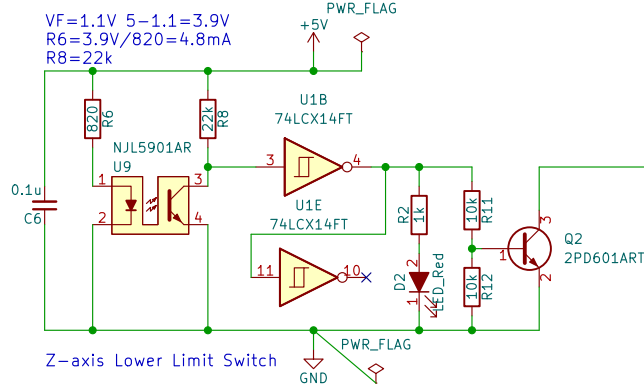 VF=1.1V 5-1.1=3.9V
R6=3.9V/820=4.8mA
R8=22k
PWR_FLAG
+5V
820
R6
22k
R8
U1B
74LCX14FT
3
4
NJL5901AR
U9
1
2
3
4
0.1u
C6
U1E
74LCX14FT
11
10
R2
1k
10k
R11
10k
R12
D2
2
1
LED_Red
1
3
2
Q2
2PD601ART
Z-axis Lower Limit Switch
GND
PWR_FLAG